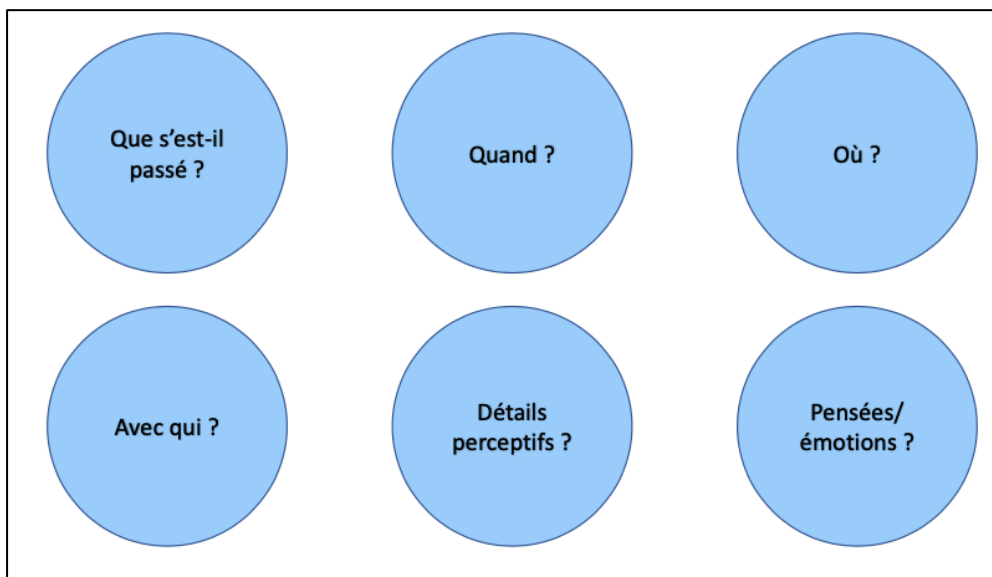 Que s’est-il
passé ?
Quand ?
Où ?
Avec qui ?
Détails
perceptifs ?
Pensées/
émotions ?